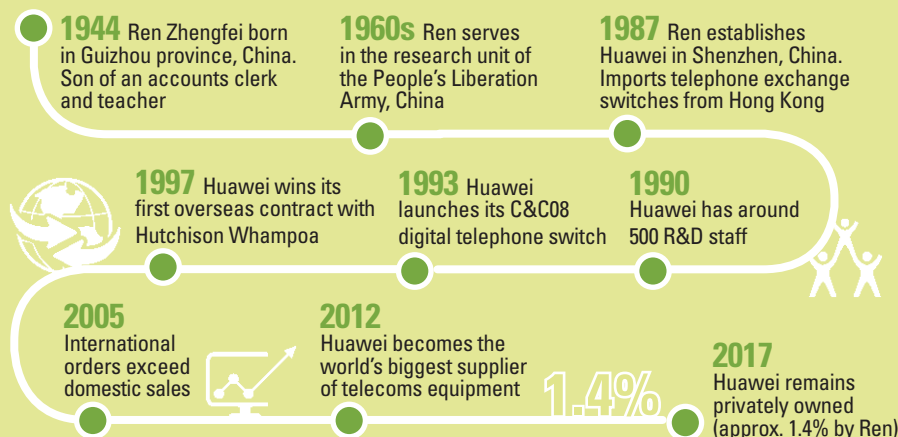 1944 Ren Zhengfei born
in Guizhou province, China.
Son of an accounts clerk
and teacher
1960s Ren serves
in the research unit of
the People's Liberation
Army, China
1987 Ren establishes
Huawei in Shenzhen, China.
Imports telephone exchange
switches from Hong Kong
1990
Huawei has around
500 R&D staff
1993 Huawei
launches its C&C08
digital telephone switch
1997 Huawei wins its
first overseas contract with
Hutchison Whampoa
2005
International
orders exceed
domestic sales
2012
Huawei becomes the
world's biggest supplier
of telecoms equipment
1.4%
2017
Huawei remains
privately owned
(approx. 1.4% by Ren)